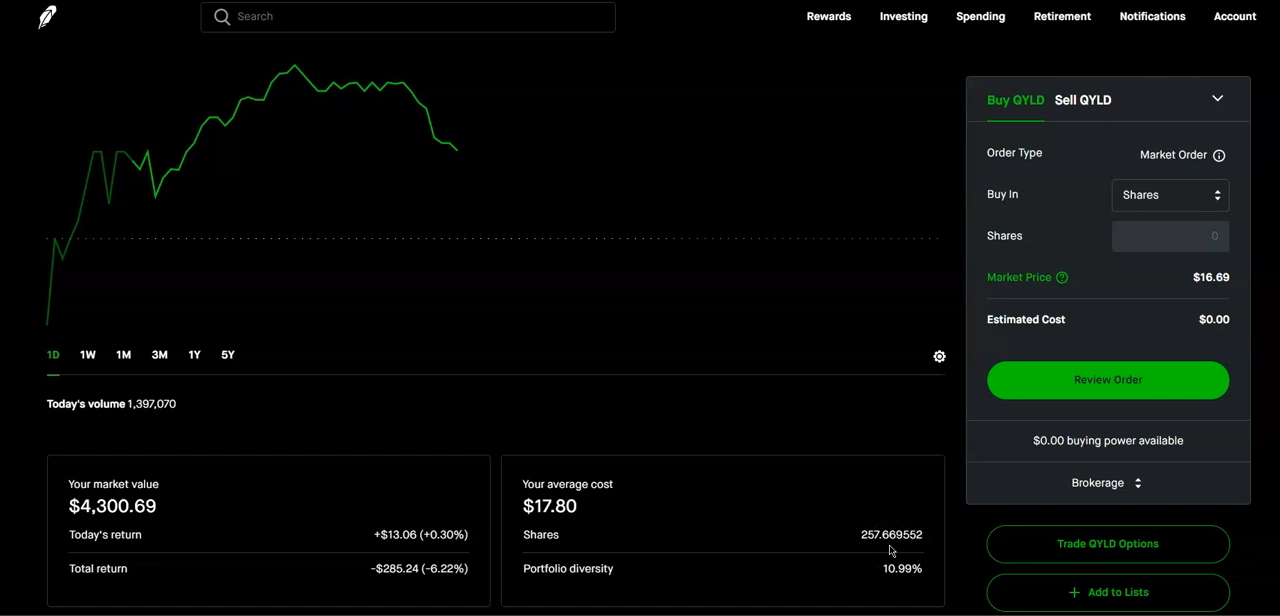 Search
Rewards Investing Spending Retirement Notifications Account
Buy QYLD Sell QYLD
Order Type Market Order
Buy In Shares
Shares 0
Market Price $16.69
Estimated Cost $0.00
Review Order
$0.00 buying power available
Brokerage
Trade QYLD Options
Add to Lists
1D 1W 1M 3M 1Y 5Y
Today's volume 1,397,070
Your market value
$4,300.69
Today's return +$13.06 (+0.30%)
Total return -$285.24 (-6.22%)
Your average cost
$17.80
Shares 257.669552
Portfolio diversity 10.99%